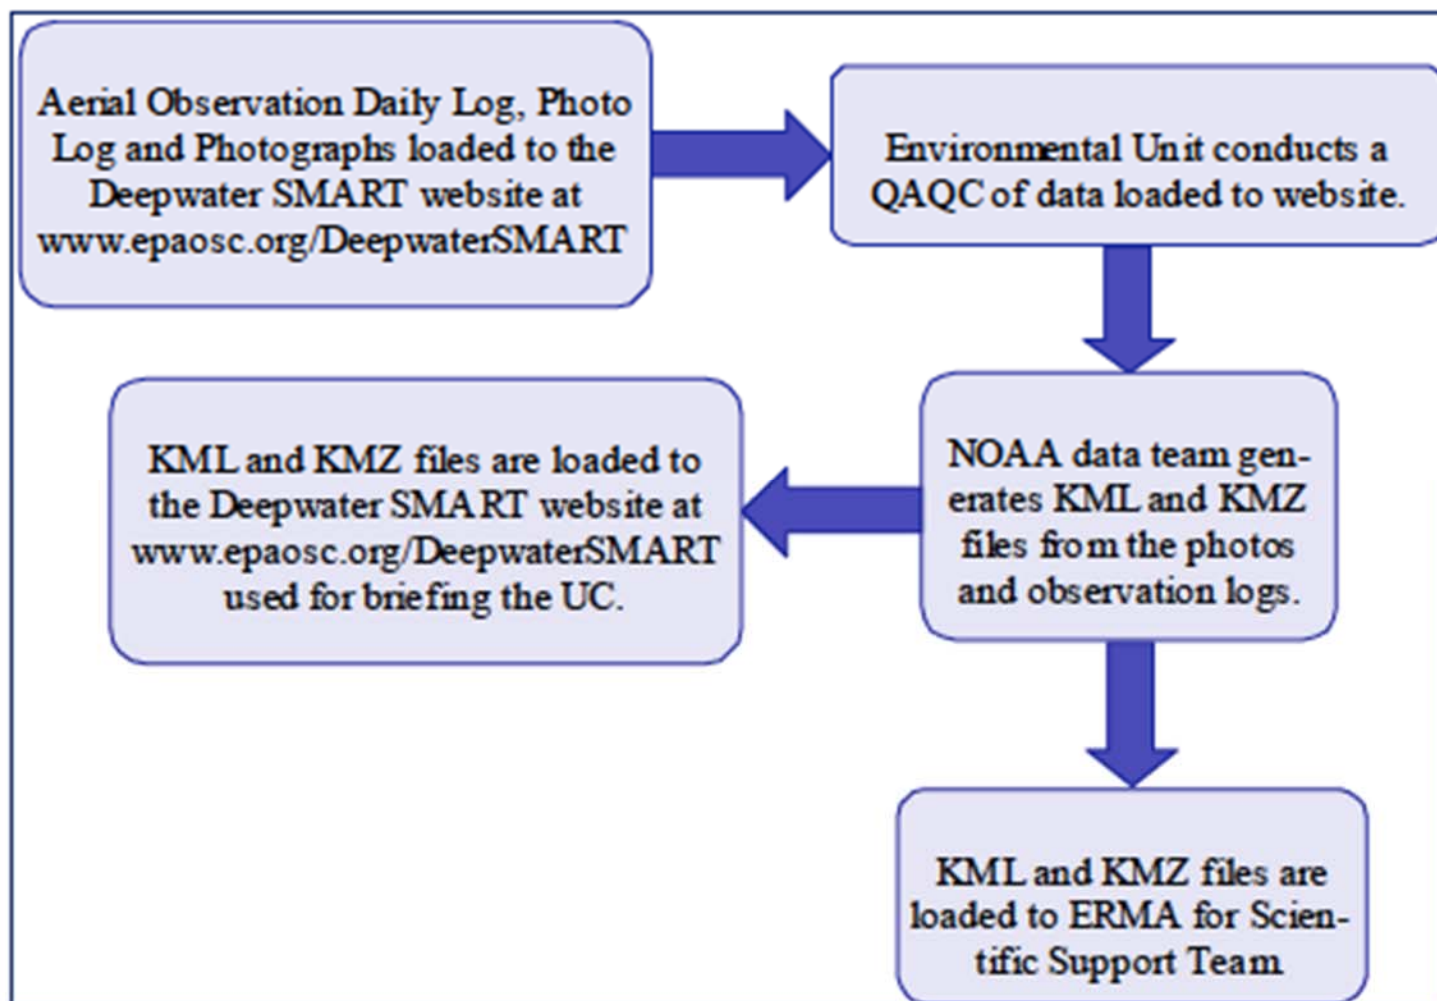 Aerial Observation Daily Log, Photo
Log and Photographs loaded to the
Deepwater SMART website at
www.epaosc.org/DeepwaterSMART
Environmental Unit conducts a
QAQC of data loaded to website.
NOAA data team gen-
erates KML and KMZ
files from the photos
and observation logs.
KML and KMZ files are loaded to
the Deepwater SMART website at
www.epaosc.org/DeepwaterSMART
used for briefing the UC.
KML and KMZ files are
loaded to ERMA for Scien-
tific Support Team